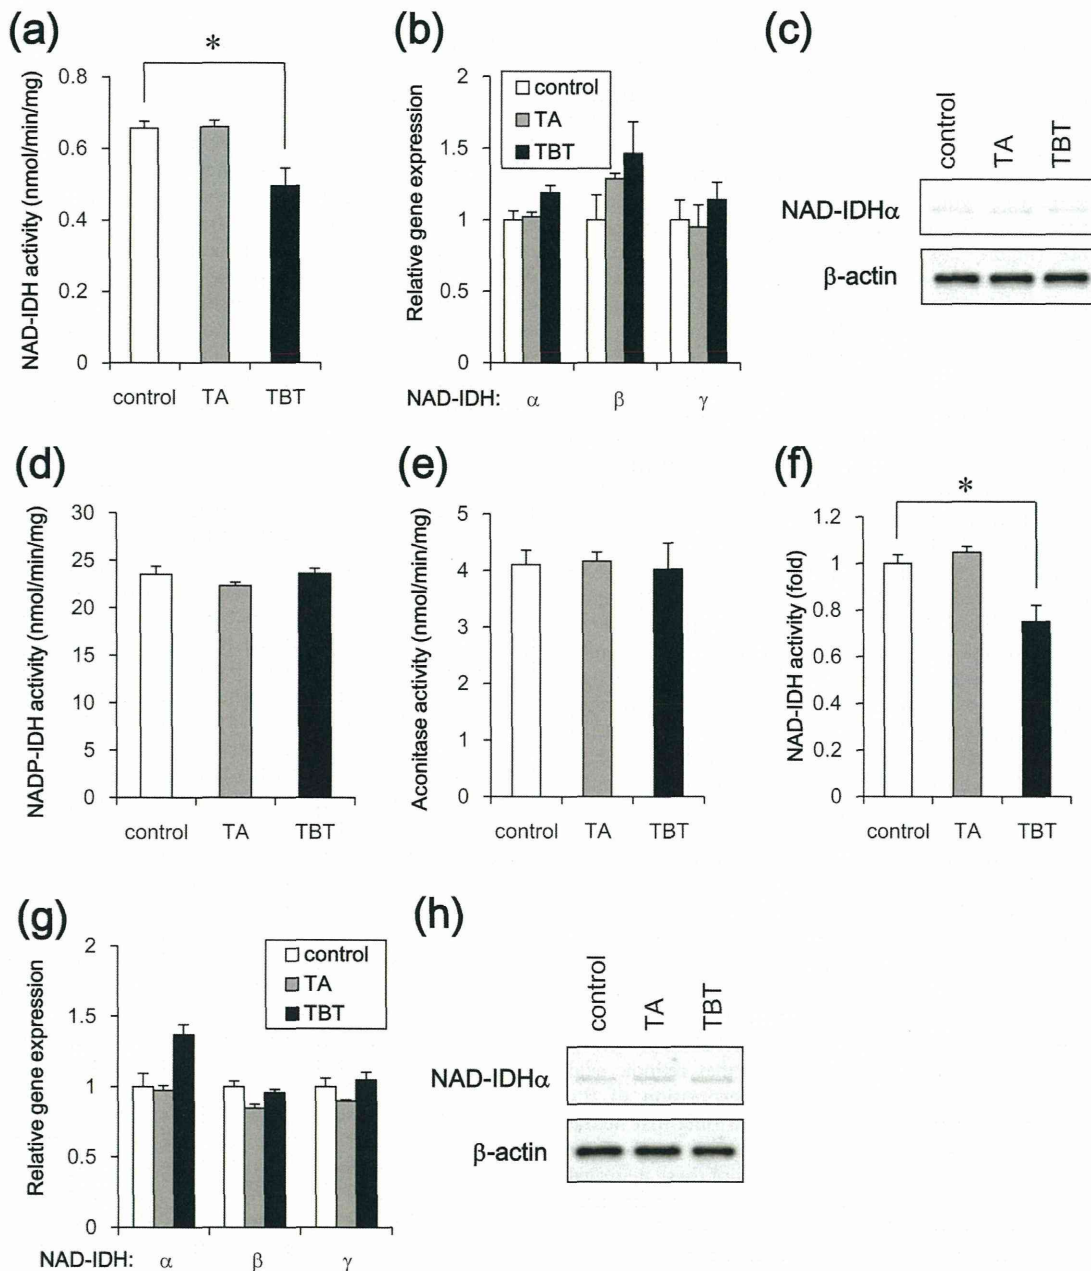 (a)
*
NAD-IDH activity (nmol/min/mg)
0.8
0.6
0.4
0.2
0
control TA TBT
(b)
Relative gene expression
2
1.5
1
0.5
0
control
TA
TBT
NAD-IDH: α β γ
(c)
control TA TBT
NAD-IDHα
β-actin
(d)
NADP-IDH activity (nmol/min/mg)
30
25
20
15
10
5
0
control TA TBT
(e)
Aconitase activity (nmol/min/mg)
5
4
3
2
1
0
control TA TBT
(f)
*
NAD-IDH activity (fold)
1.2
1
0.8
0.6
0.4
0.2
0
control TA TBT
(g)
Relative gene expression
2
1.5
1
0.5
0
control
TA
TBT
NAD-IDH: α β γ
(h)
control TA TBT
NAD-IDHα
β-actin